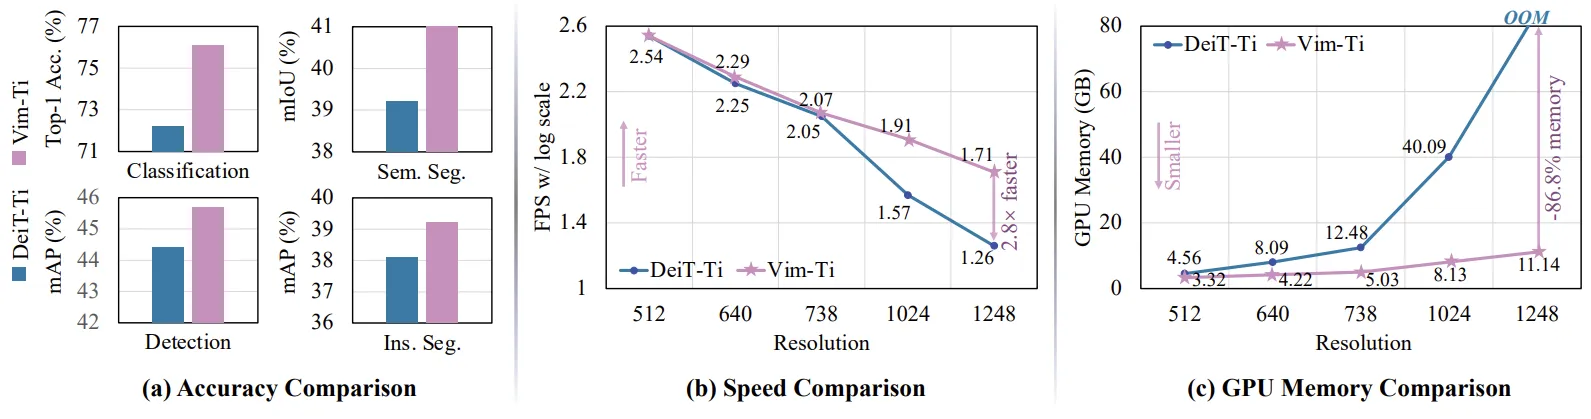 Vim-Ti
DeiT-Ti
Top-1 Acc. (%)
77
75
73
71
Classification
mIoU (%)
41
40
39
38
Sem. Seg.
mAP (%)
46
45
44
43
42
Detection
mAP (%)
40
39
38
37
36
Ins. Seg.
(a) Accuracy Comparison
FPS w/ log scale
2.6
2.2
1.8
1.4
1
Faster
2.54
2.29
2.25
2.07
2.05
1.91
1.57
1.71
1.26
2.8× faster
DeiT-Ti
Vim-Ti
512 640 738 1024 1248
Resolution
(b) Speed Comparison
GPU Memory (GB)
80
60
40
20
0
OOM
DeiT-Ti
Vim-Ti
Smaller
-86.8% memory
40.09
12.48
8.09
4.56
3.32
4.22
5.03
8.13
11.14
512 640 738 1024 1248
Resolution
(c) GPU Memory Comparison